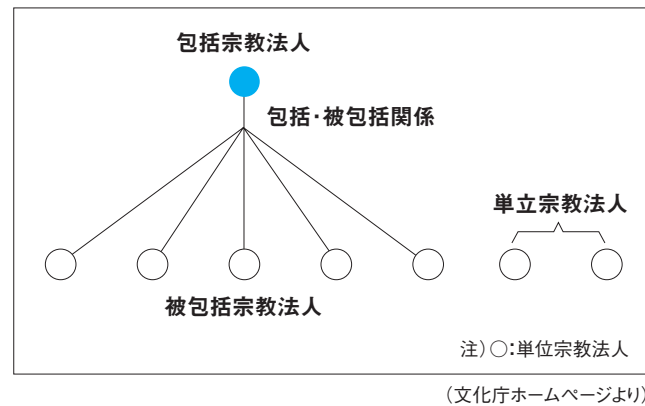 包括宗教法人
包括・被包括関係
単立宗教法人
被包括宗教法人
注）○：単位宗教法人
（文化庁ホームページより）